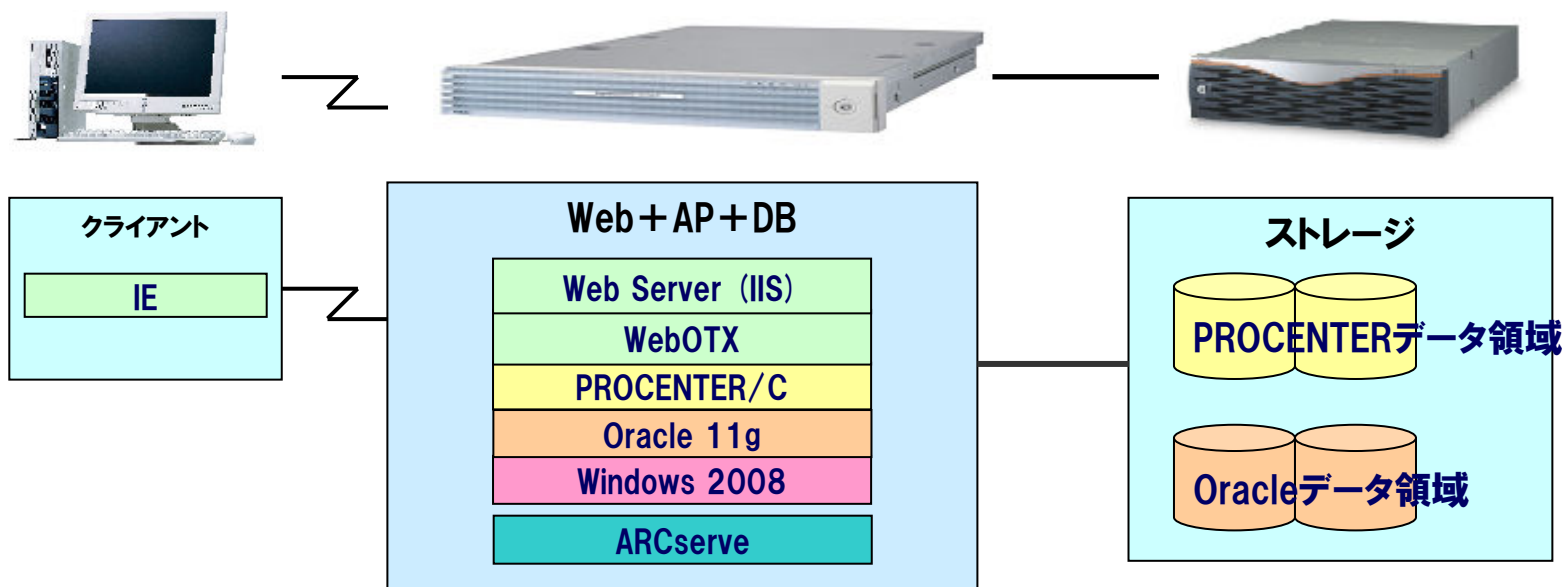 クライアント
IE
Web+AP+DB
Web Server (IIS)
WebOTX
PROCENTER/C
Oracle 11g
Windows 2008
ARCserve
ストレージ
PROCENTERデータ領域
Oracleデータ領域